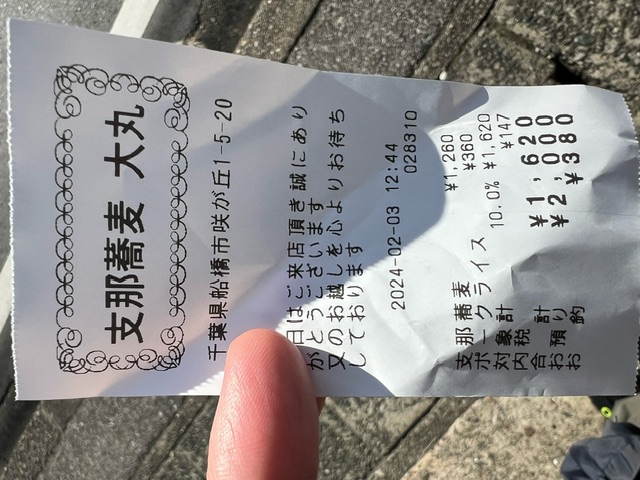 支那蕎麦 大丸
千葉県船橋市咲が丘1-5-20
日はご来店頂き誠にあり
がとうございます
又のお越しを心よりお待ち
しております
2024-02-03 12:44
028310
支那蕎麦 ¥1,260
ポークライス ¥360
対象計 10.0% ¥1,620
内税 ¥147
合計 ¥1,620
お預り ¥2,000
お釣 ¥380